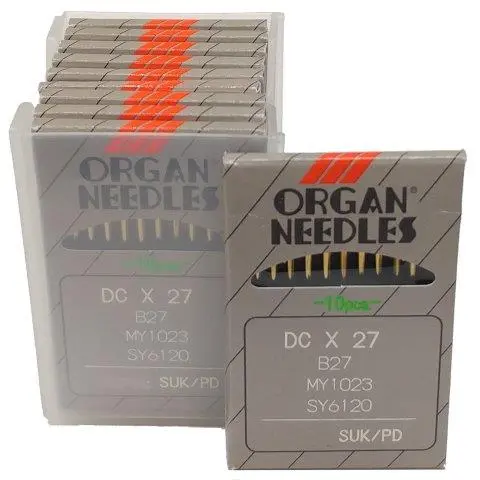 ORGAN
NEEDLES
-10pcs.-
DC X 27
B27
MY1023
SY6120
SUK/PD
ORGAN®
NEEDLES
-10pcs.-
DC X 27
B27
MY1023
SY6120
SUK/PD